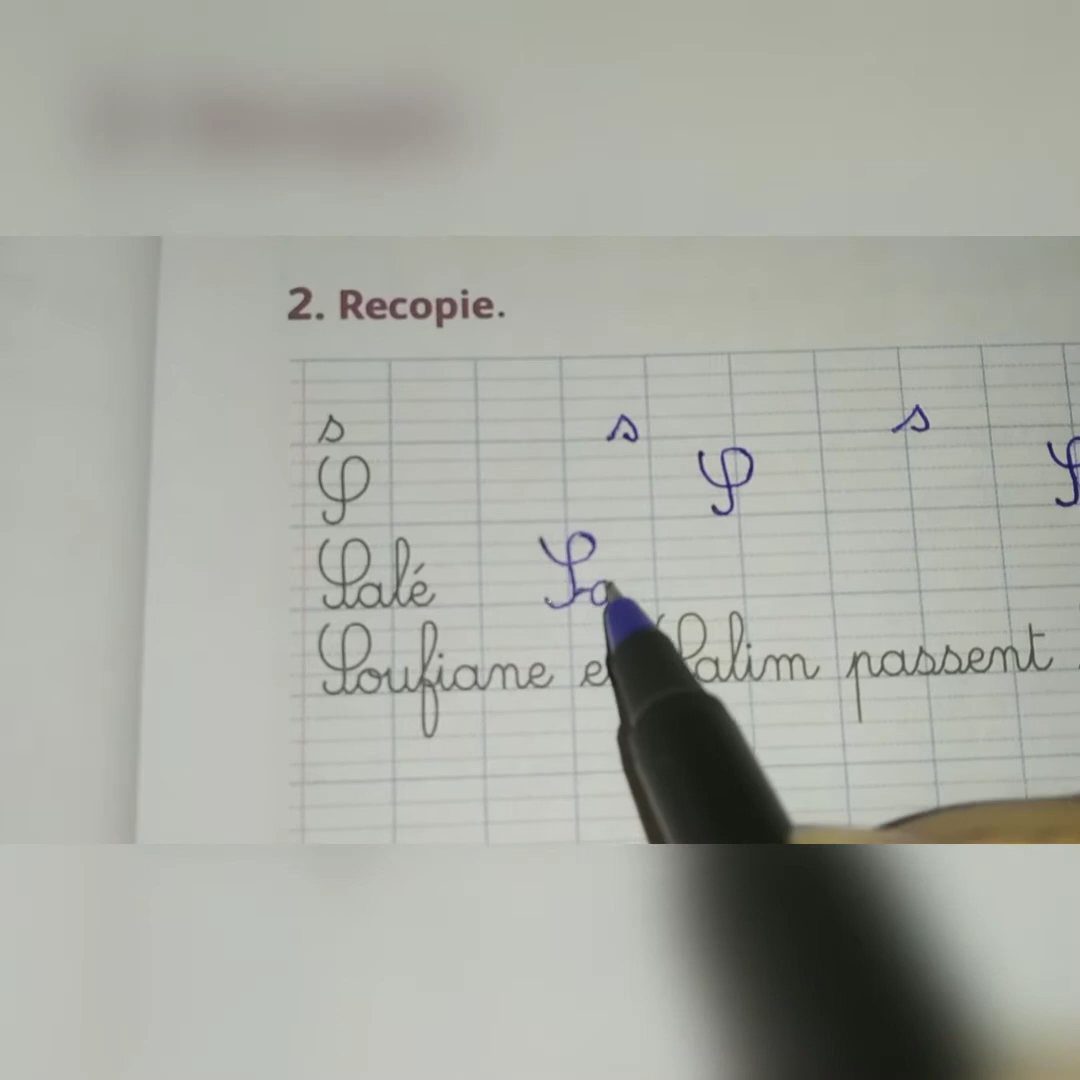 2. Recopie.
s s s
S S S
Salé Sa
Soufiane et Salim passent